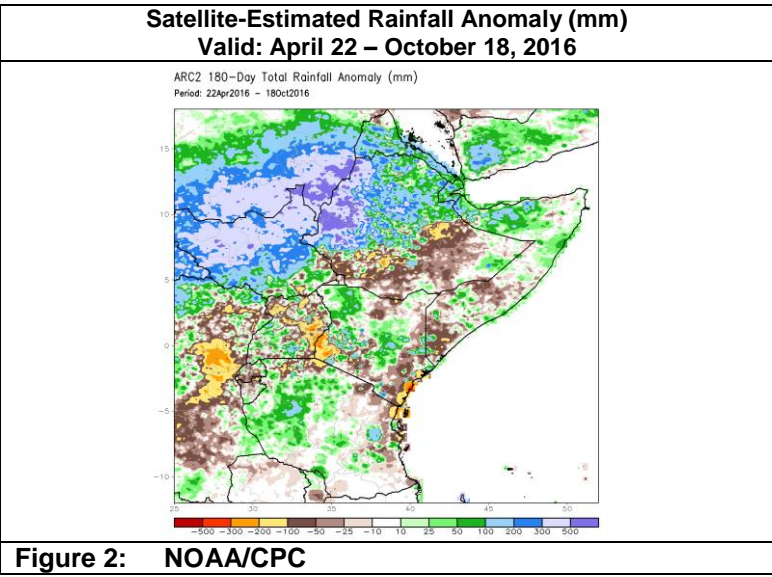 Satellite-Estimated Rainfall Anomaly (mm)
Valid: April 22 – October 18, 2016
ARC2 180-Day Total Rainfall Anomaly (mm)
Period: 22Apr2016 - 18Oct2016
15
10
5
0
-5
-10
25 30 35 40 45 50
-500 -300 -200 -100 -50 -25 -10 10 25 50 100 200 300 500
Figure 2: NOAA/CPC